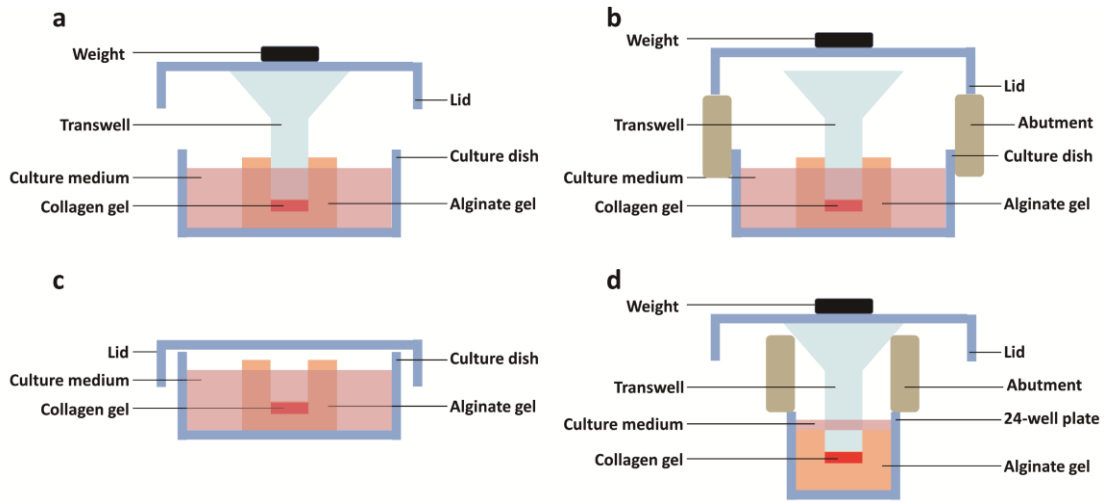 a
Weight
Lid
Transwell
Culture dish
Culture medium
Collagen gel
Alginate gel
b
Weight
Lid
Transwell
Abutment
Culture dish
Culture medium
Collagen gel
Alginate gel
c
Lid
Culture dish
Culture medium
Collagen gel
Alginate gel
d
Weight
Lid
Transwell
Abutment
Culture medium
24-well plate
Collagen gel
Alginate gel